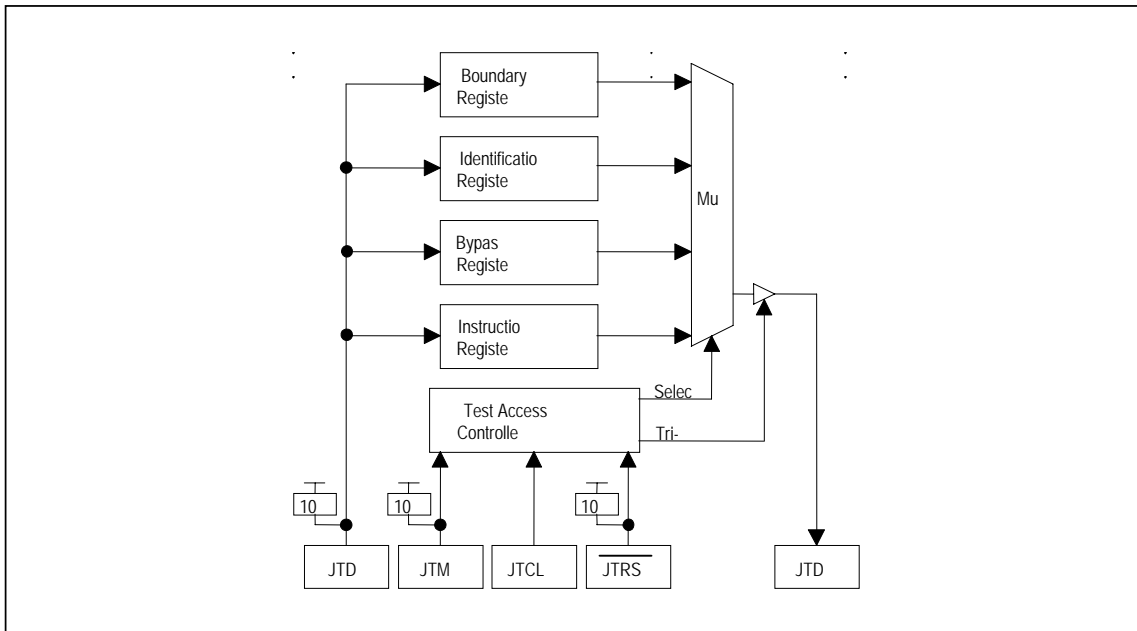 Boundary
Registe
Identificatio
Registe
Mu
Bypas
Registe
Instructio
Registe
Selec
Test Access
Controlle
Tri-
10
10
10
JTD
JTM
JTCL
JTRS
JTD